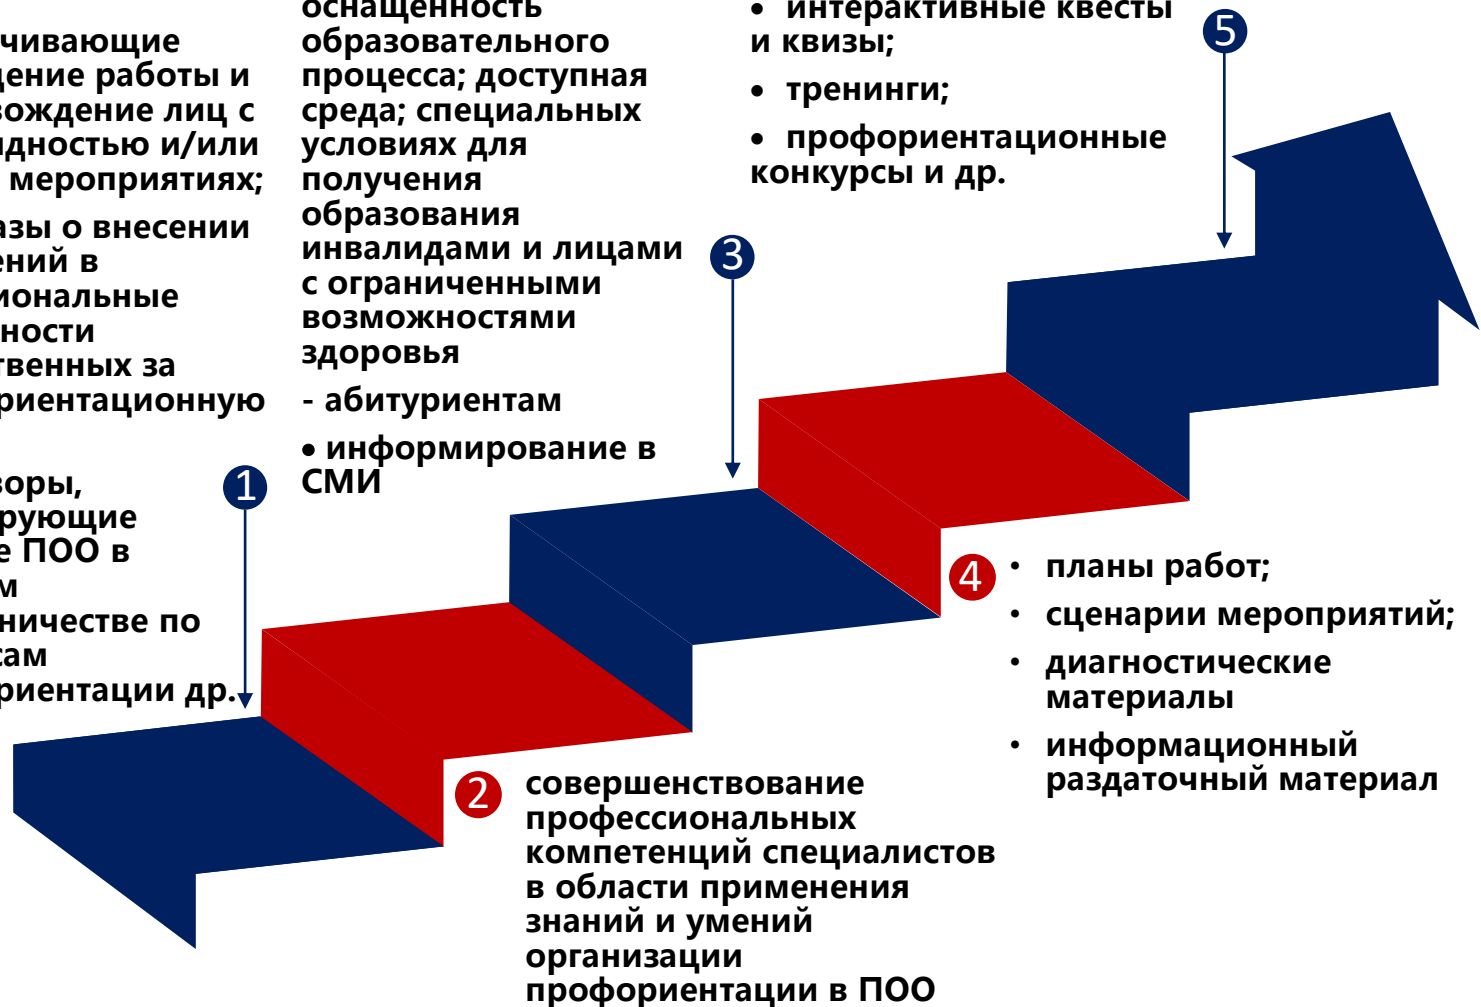 чивающие
дение работы и
вождение лиц с
дностью и/или
мероприятиях;
азы о внесении
ений в
иональные
ности
твенных за
риентационную
воры,
рующие
е ПОО в
м
ничестве по
сам
риентации др.
1
оснащенность
образовательного
процесса; доступная
среда; специальных
условиях для
получения
образования
инвалидами и лицами
с ограниченными
возможностями
здоровья
- абитуриентам
• информирование в
СМИ
2
совершенствование
профессиональных
компетенций специалистов
в области применения
знаний и умений
организации
профориентации в ПОО
3
• интерактивные квесты
и квизы;
• тренинги;
• профориентационные
конкурсы и др.
4
• планы работ;
• сценарии мероприятий;
• диагностические
материалы
• информационный
раздаточный материал
5